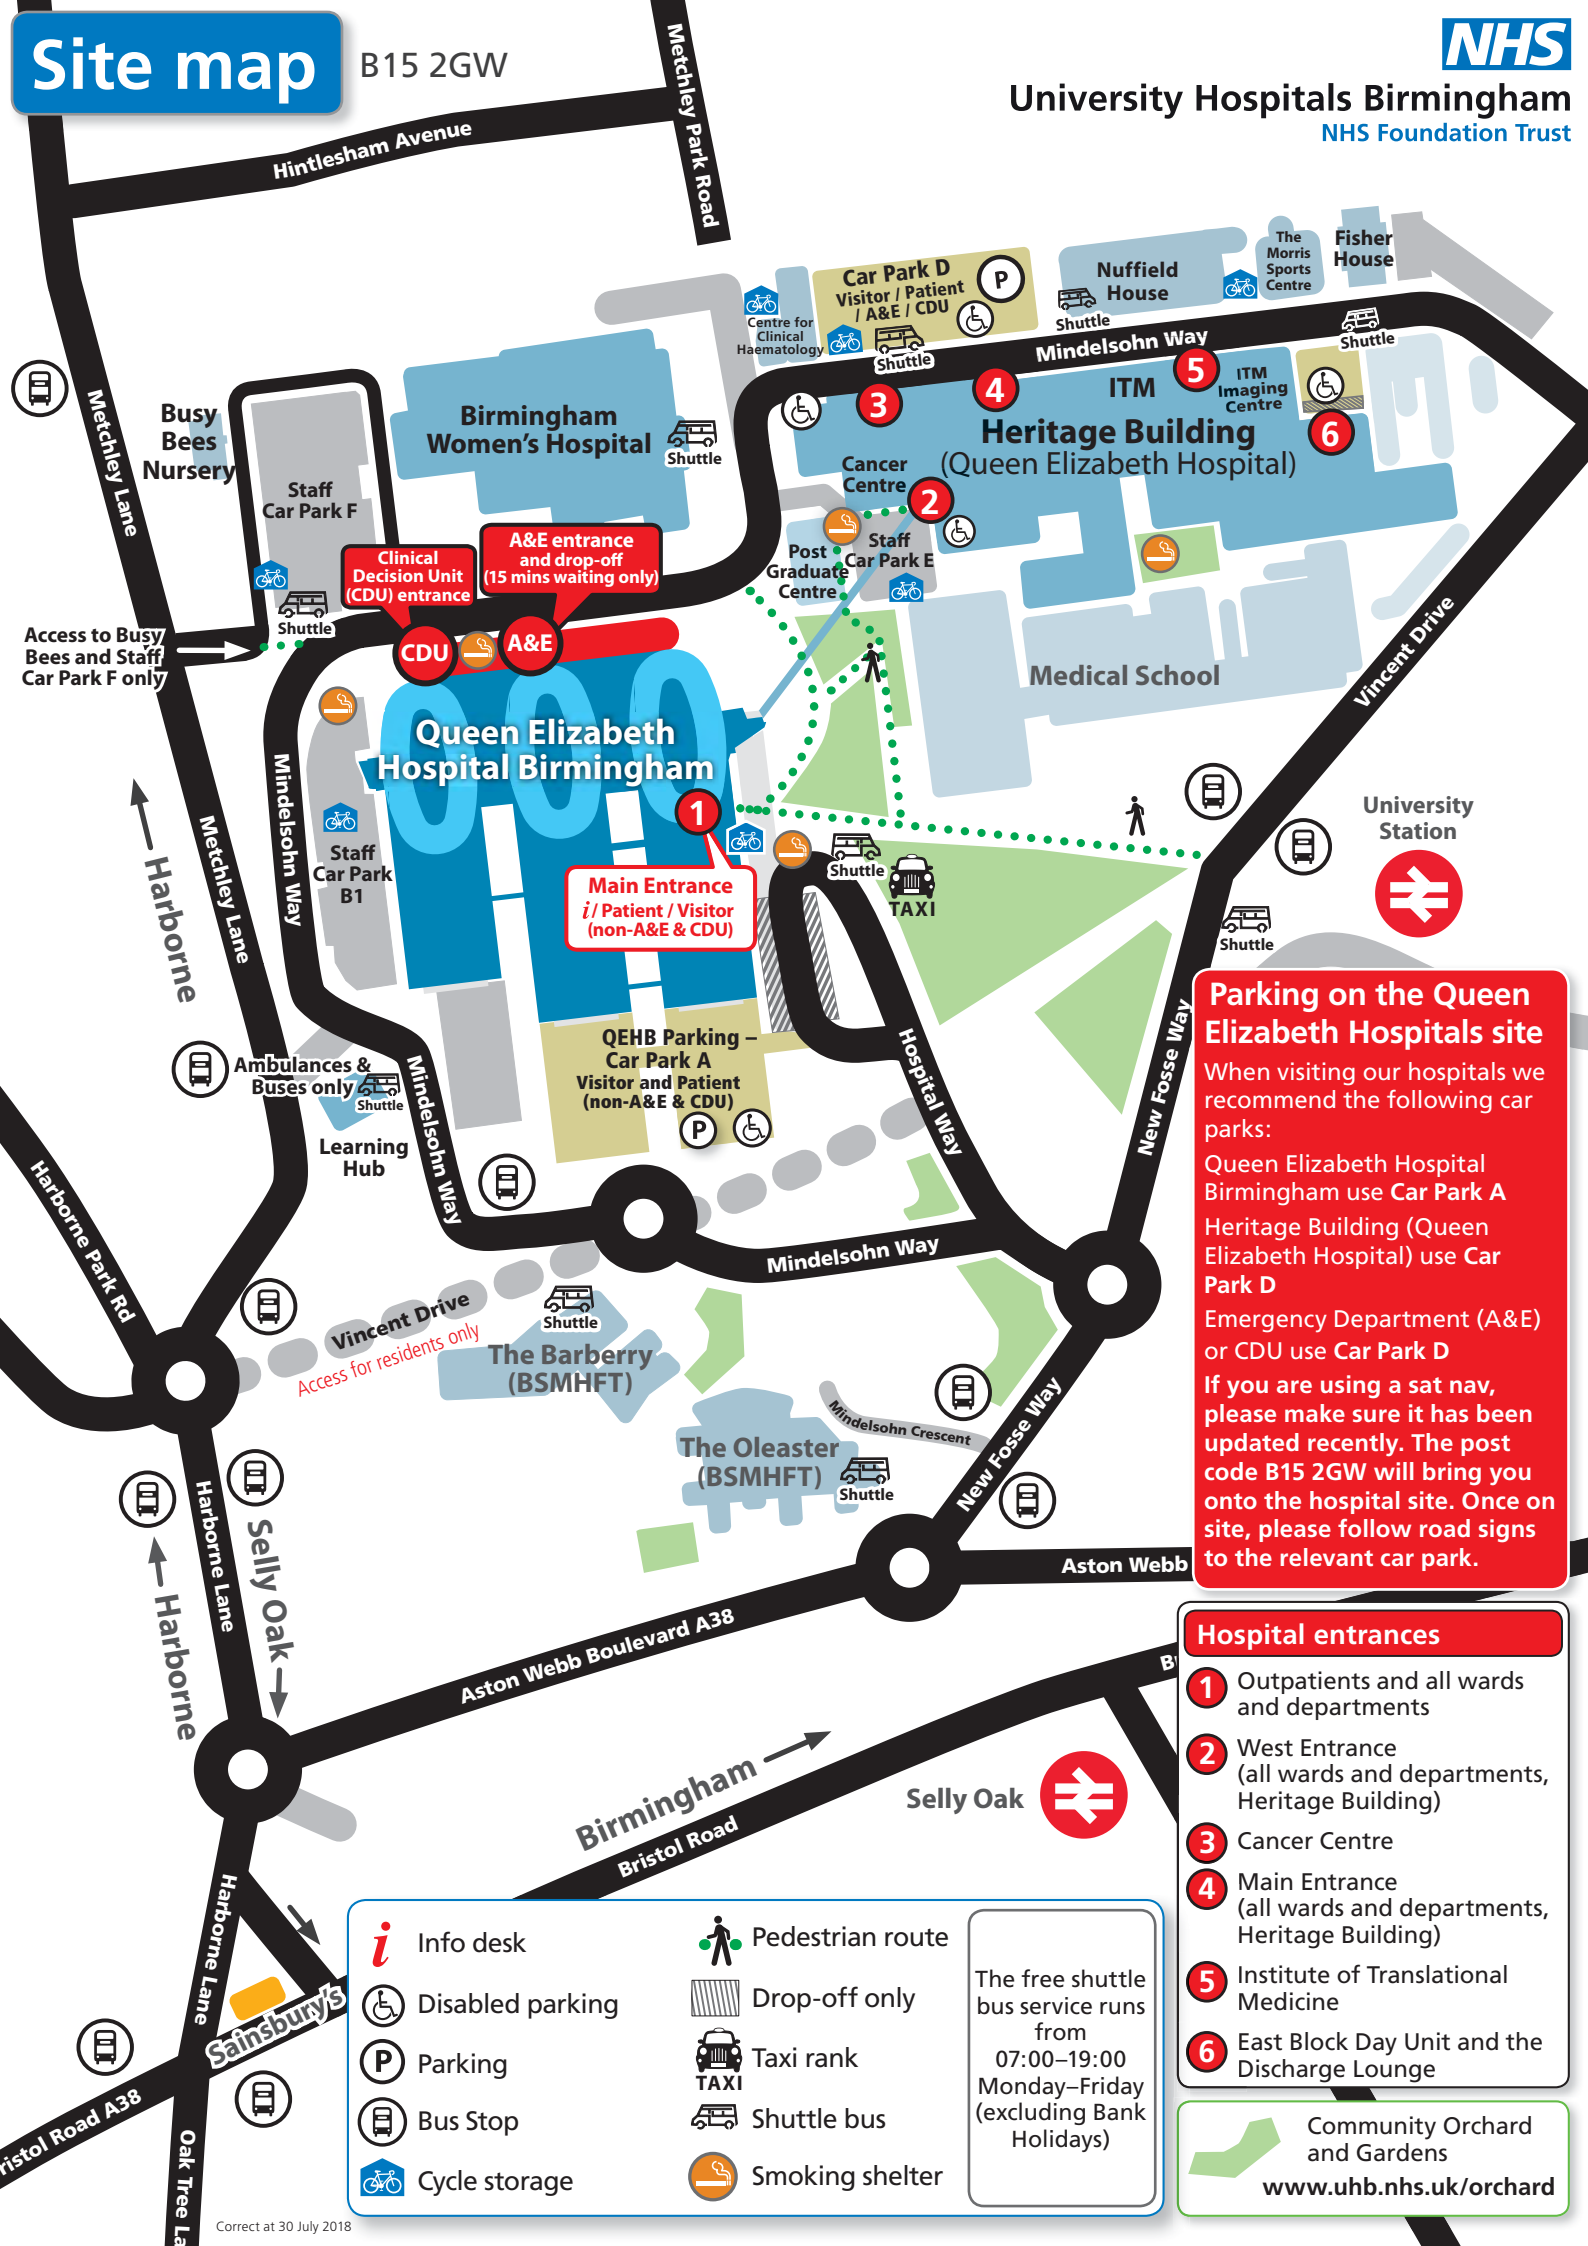 Site map
B15 2GW
NHS
University Hospitals Birmingham
NHS Foundation Trust
Metchley Park Road
Hintlesham Avenue
Car Park D
Visitor / Patient
/ A&E / CDU
P
Nuffield
House
The
Morris
Sports
Centre
Fisher
House
Centre for
Clinical
Haematology
Shuttle
Shuttle
Shuttle
Mindelsohn Way
Metchley Lane
Busy
Bees
Nursery
Staff
Car Park F
Birmingham
Women's Hospital
Shuttle
3
4
5
6
ITM
ITM
Imaging
Centre
Heritage Building
(Queen Elizabeth Hospital)
Cancer
Centre
2
Post
Graduate
Centre
Staff
Car Park E
Clinical
Decision Unit
(CDU) entrance
A&E entrance
and drop-off
(15 mins waiting only)
Shuttle
CDU
A&E
Access to Busy
Bees and Staff
Car Park F only
Medical School
Vincent Drive
Queen Elizabeth
Hospital Birmingham
1
Mindelsohn Way
Harborne
Metchley Lane
Staff
Car Park
B1
Main Entrance
i / Patient / Visitor
(non-A&E & CDU)
Shuttle
TAXI
University
Station
Shuttle
Ambulances &
Buses only
Shuttle
Learning
Hub
Mindelsohn Way
QEHB Parking –
Car Park A
Visitor and Patient
(non-A&E & CDU)
P
Hospital Way
New Fosse Way
Parking on the Queen
Elizabeth Hospitals site
When visiting our hospitals we
recommend the following car
parks:
Queen Elizabeth Hospital
Birmingham use Car Park A
Heritage Building (Queen
Elizabeth Hospital) use Car
Park D
Emergency Department (A&E)
or CDU use Car Park D
If you are using a sat nav,
please make sure it has been
updated recently. The post
code B15 2GW will bring you
onto the hospital site. Once on
site, please follow road signs
to the relevant car park.
Harborne Park Rd
Mindelsohn Way
Vincent Drive
Access for residents only
Shuttle
The Barberry
(BSMHFT)
The Oleaster
(BSMHFT)
Shuttle
Mindelsohn Crescent
New Fosse Way
Harborne Lane
Selly Oak
Harborne
Aston Webb
Aston Webb Boulevard A38
Birmingham
Bristol Road
B
Selly Oak
Hospital entrances
1 Outpatients and all wards
and departments
2 West Entrance
(all wards and departments,
Heritage Building)
3 Cancer Centre
4 Main Entrance
(all wards and departments,
Heritage Building)
5 Institute of Translational
Medicine
6 East Block Day Unit and the
Discharge Lounge
Harborne Lane
Sainsbury's
ristol Road A38
Oak Tree La
i Info desk
Disabled parking
P Parking
Bus Stop
Cycle storage
Pedestrian route
Drop-off only
TAXI
Taxi rank
Shuttle bus
Smoking shelter
The free shuttle
bus service runs
from
07:00–19:00
Monday–Friday
(excluding Bank
Holidays)
Community Orchard
and Gardens
www.uhb.nhs.uk/orchard
Correct at 30 July 2018